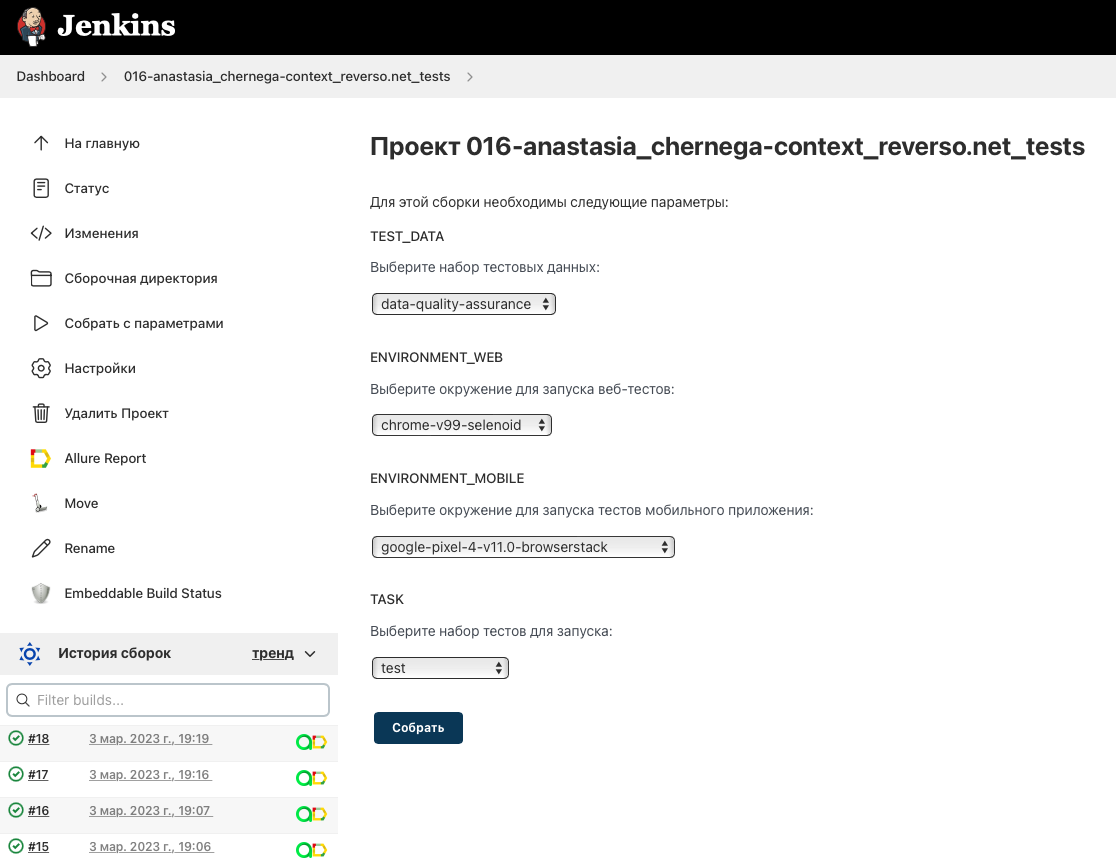 Jenkins
Dashboard
016-anastasia_chernega-context_reverso.net_tests
На главную
Статус
Изменения
Сборочная директория
Собрать с параметрами
Настройки
Удалить Проект
Allure Report
Move
Rename
Embeddable Build Status
История сборок
тренд
Filter builds...
#18 3 мар. 2023 г., 19:19
#17 3 мар. 2023 г., 19:16
#16 3 мар. 2023 г., 19:07
#15 3 мар. 2023 г., 19:06
Проект 016-anastasia_chernega-context_reverso.net_tests
Для этой сборки необходимы следующие параметры:
TEST_DATA
Выберите набор тестовых данных:
data-quality-assurance
ENVIRONMENT_WEB
Выберите окружение для запуска веб-тестов:
chrome-v99-selenoid
ENVIRONMENT_MOBILE
Выберите окружение для запуска тестов мобильного приложения:
google-pixel-4-v11.0-browserstack
TASK
Выберите набор тестов для запуска:
test
Собрать